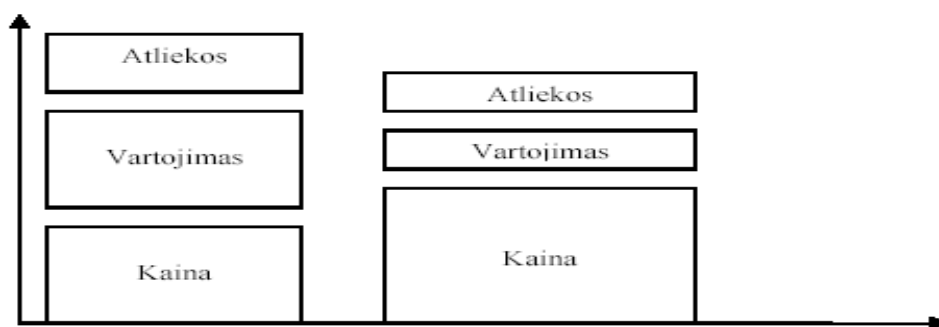 Atliekos
Vartojimas
Kaina
Atliekos
Vartojimas
Kaina